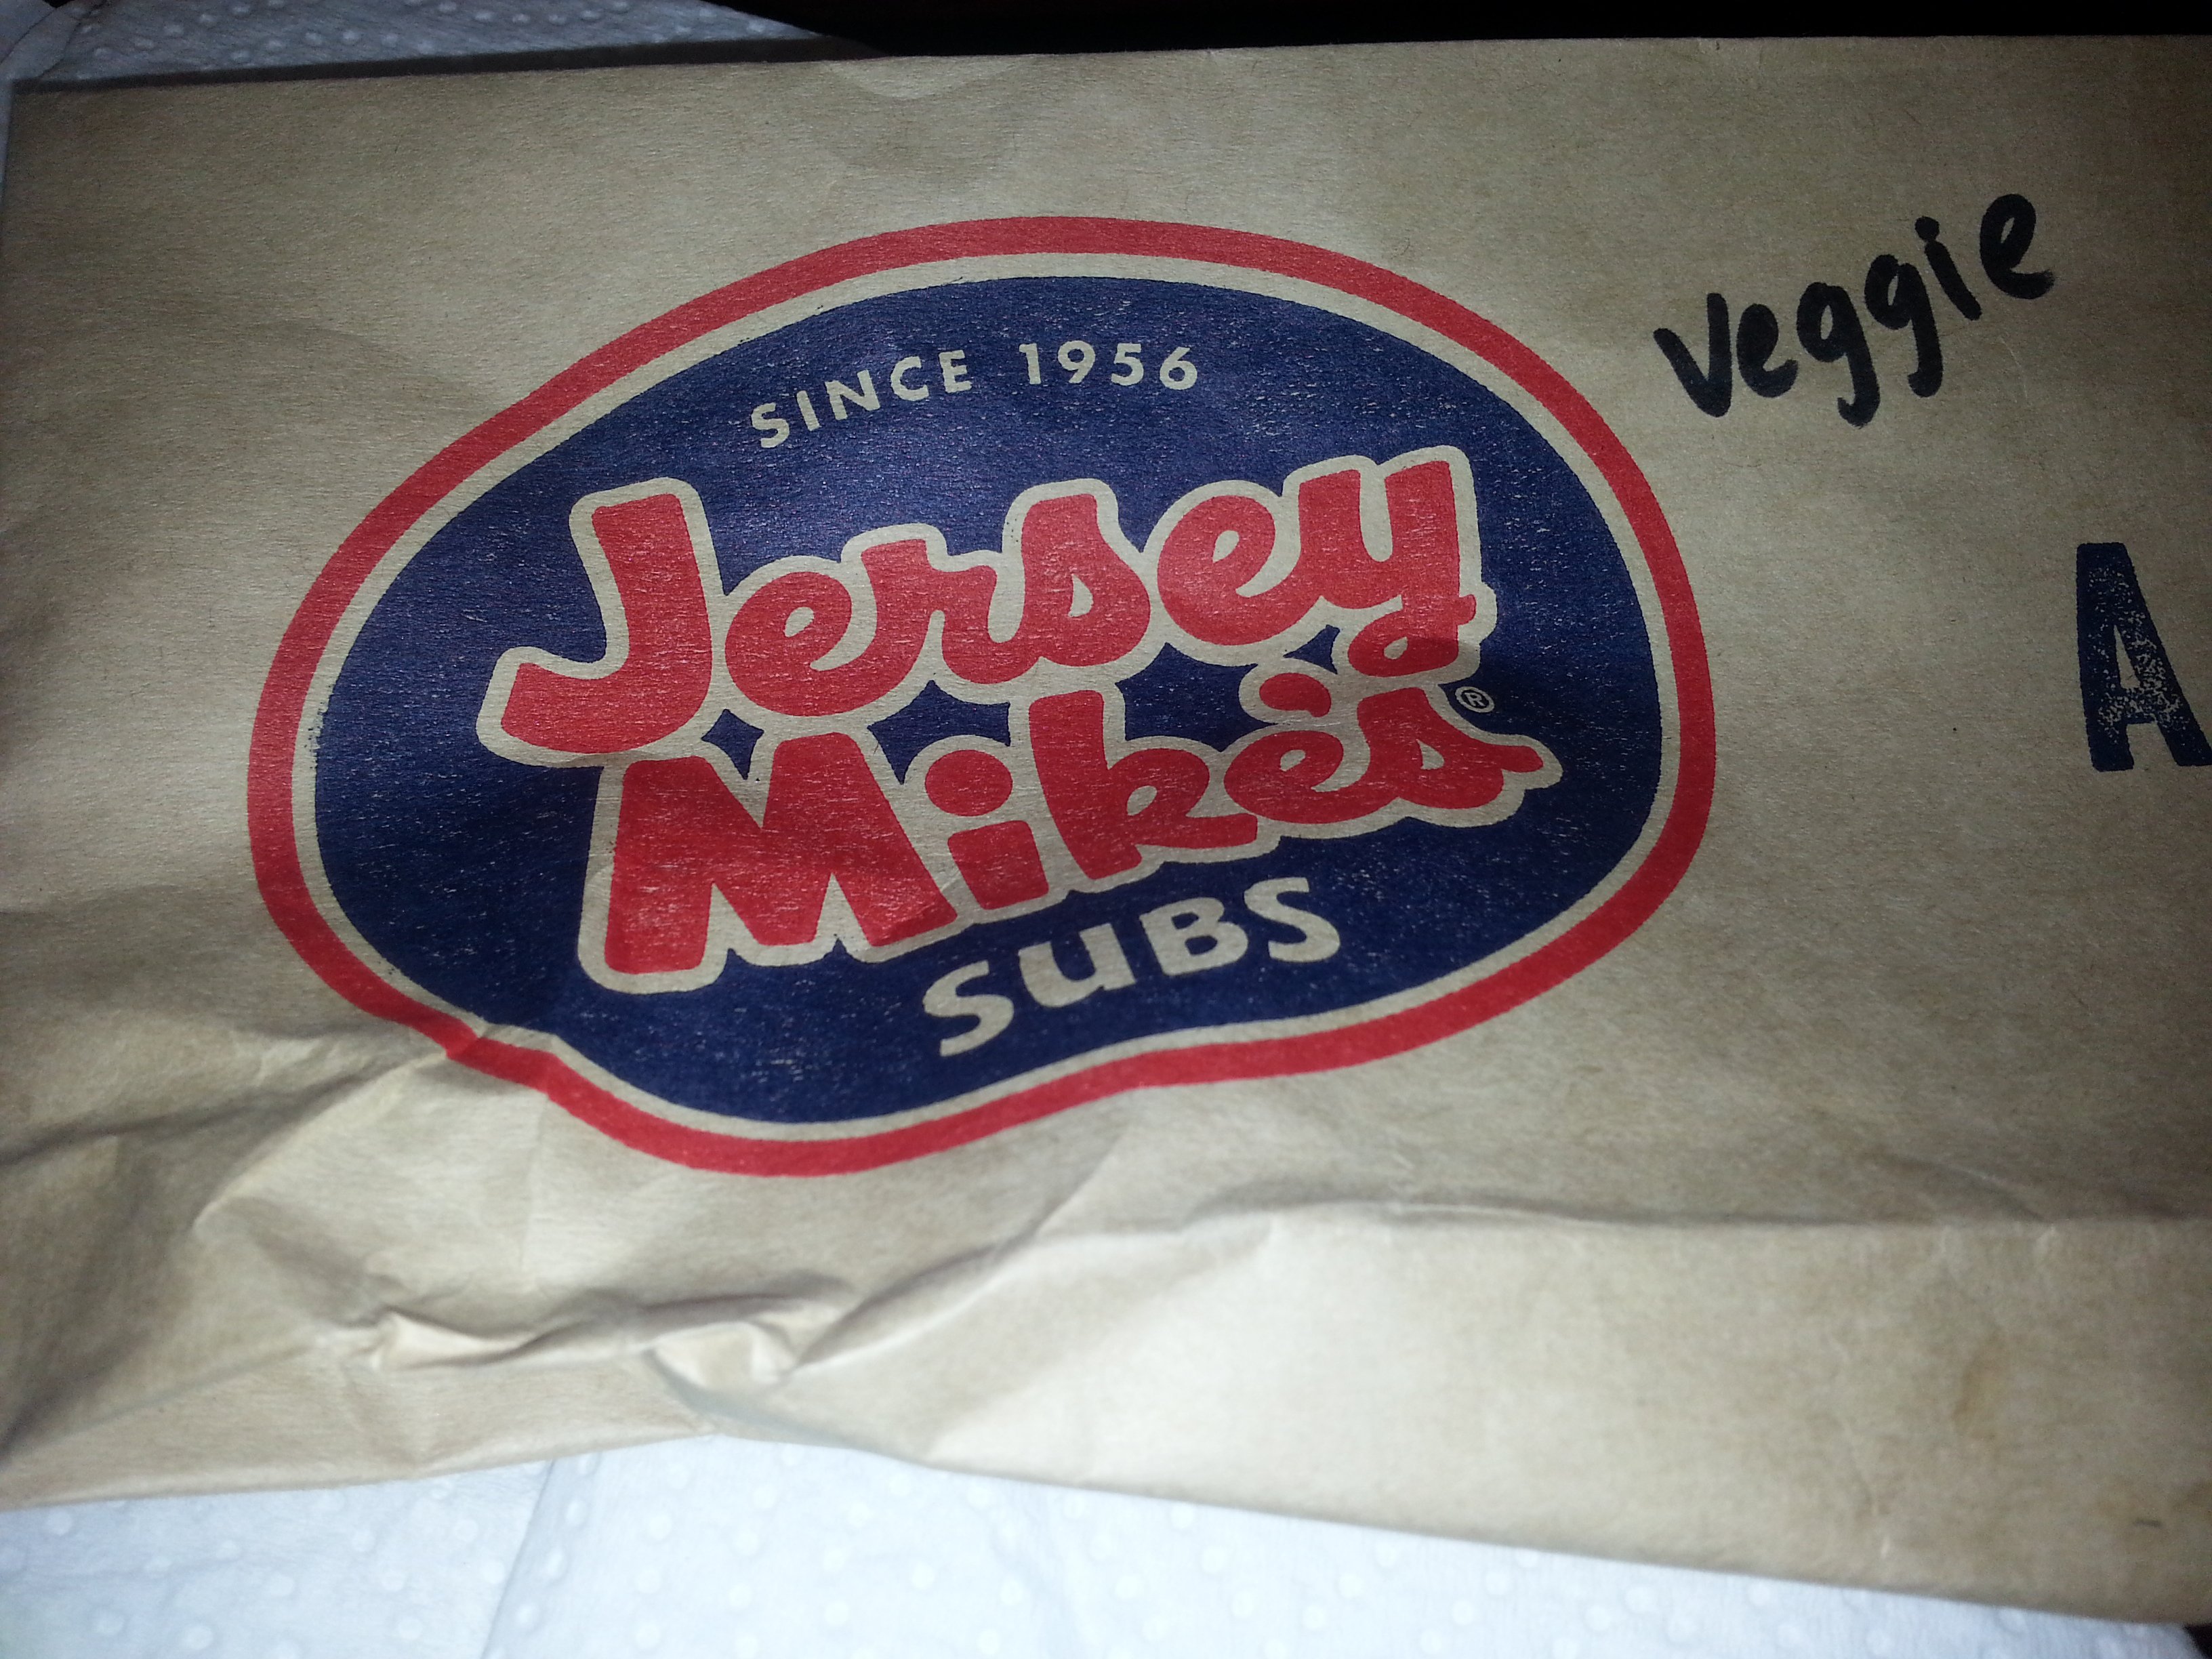 SINCE 1956
Jersey
Mike's
®
SUBS
veggie
A